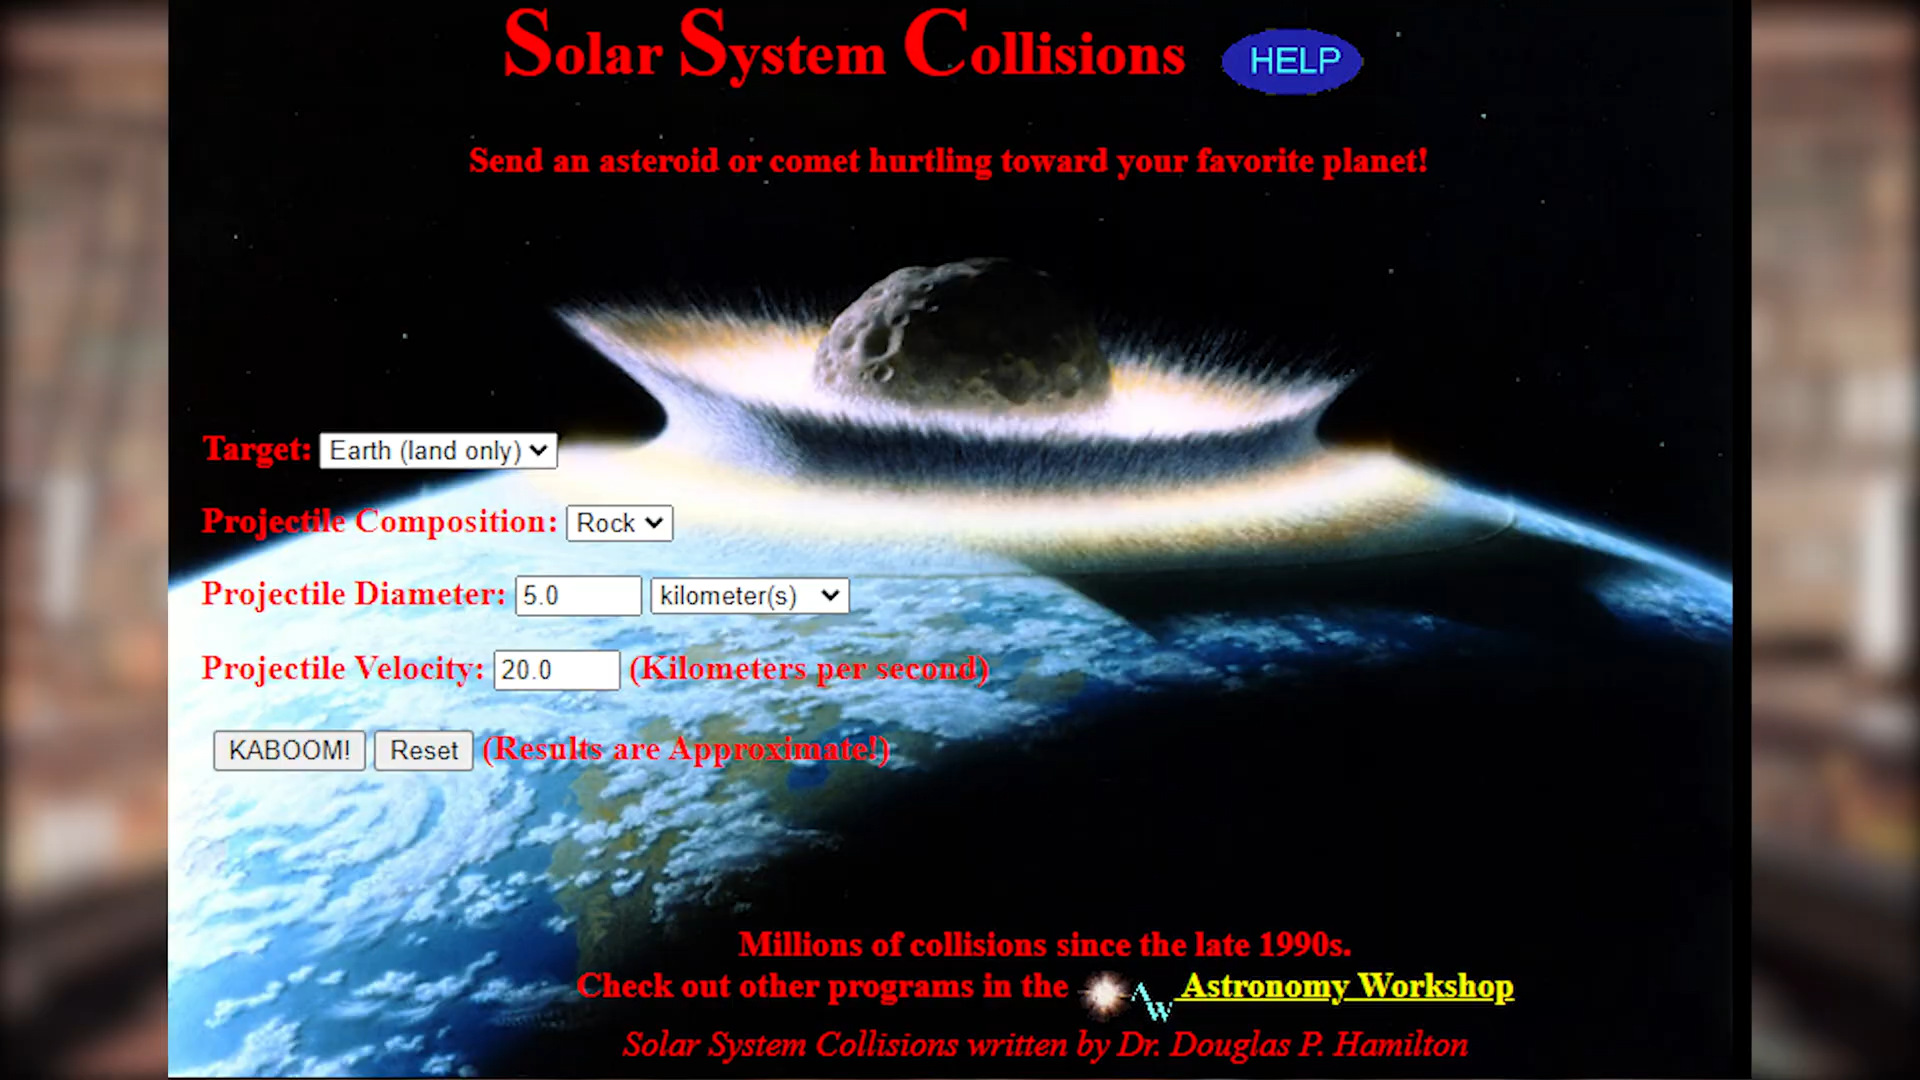 Solar System Collisions HELP
Send an asteroid or comet hurtling toward your favorite planet!
Target: Earth (land only)
Projectile Composition: Rock
Projectile Diameter: 5.0 kilometer(s)
Projectile Velocity: 20.0 (Kilometers per second)
KABOOM! Reset (Results are Approximate!)
Millions of collisions since the late 1990s.
Check out other programs in the AW Astronomy Workshop
Solar System Collisions written by Dr. Douglas P. Hamilton